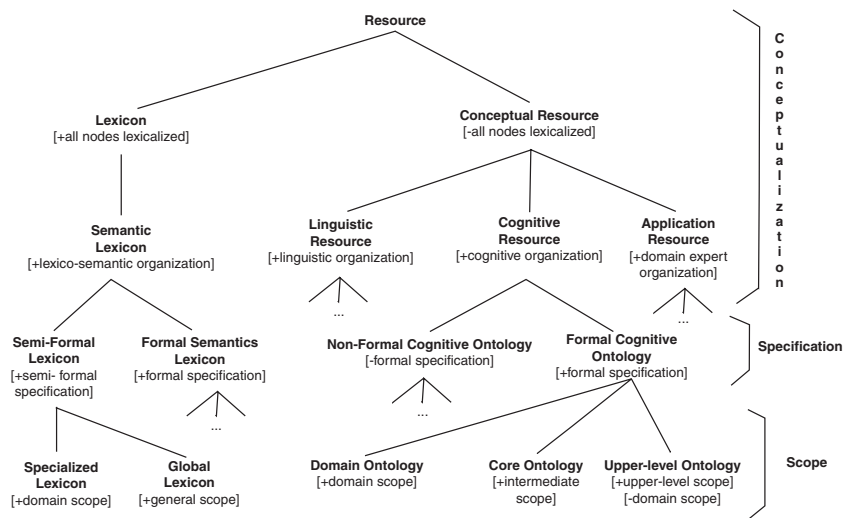 Resource
Lexicon
[+all nodes lexicalized]
Conceptual Resource
[-all nodes lexicalized]
Semantic
Lexicon
[+lexico-semantic organization]
Linguistic
Resource
[+linguistic organization]
Cognitive
Resource
[+cognitive organization]
Application
Resource
[+domain expert
organization]
Conceptualization
...
...
Semi-Formal
Lexicon
[+semi- formal
specification]
Formal Semantics
Lexicon
[+formal specification]
Non-Formal Cognitive Ontology
[-formal specification]
Formal Cognitive
Ontology
[+formal specification]
Specification
...
...
Specialized
Lexicon
[+domain scope]
Global
Lexicon
[+general scope]
Domain Ontology
[+domain scope]
Core Ontology
[+intermediate
scope]
Upper-level Ontology
[+upper-level scope]
[-domain scope]
Scope